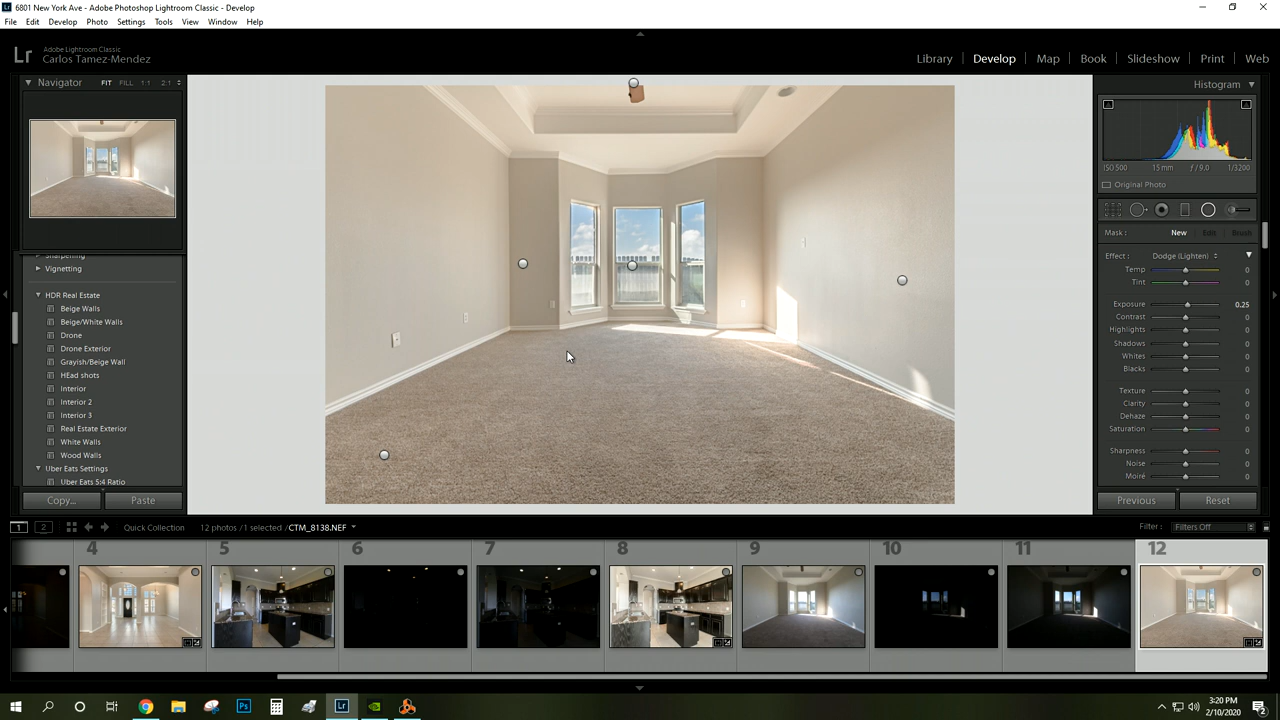 6801 New York Ave - Adobe Photoshop Lightroom Classic - Develop
File Edit Develop Photo Settings Tools View Window Help
Lr
Adobe Lightroom Classic
Carlos Tamez-Mendez
Library | Develop | Map | Book | Slideshow | Print | Web
Navigator FIT FILL 1:1 2:1
Histogram
ISO 500 15 mm f / 9.0 1/3200
Original Photo
Mask : New Edit Brush
Effect : Dodge (Lighten)
Temp 0
Tint 0
Exposure 0.25
Contrast 0
Highlights 0
Shadows 0
Whites 0
Blacks 0
Texture 0
Clarity 0
Dehaze 0
Saturation 0
Sharpness 0
Noise 0
Moiré 0
Previous Reset
Sharpening
Vignetting
HDR Real Estate
Beige Walls
Beige/White Walls
Drone
Drone Exterior
Grayish/Beige Wall
HEad shots
Interior
Interior 2
Interior 3
Real Estate Exterior
White Walls
Wood Walls
Uber Eats Settings
Uber Eats 5:4 Ratio
Copy... Paste
1 2 Quick Collection 12 photos / 1 selected / CTM_8138.NEF Filter : Filters Off
4 5 6 7 8 9 10 11 12
Ps Lr
3:20 PM
2/10/2020
2